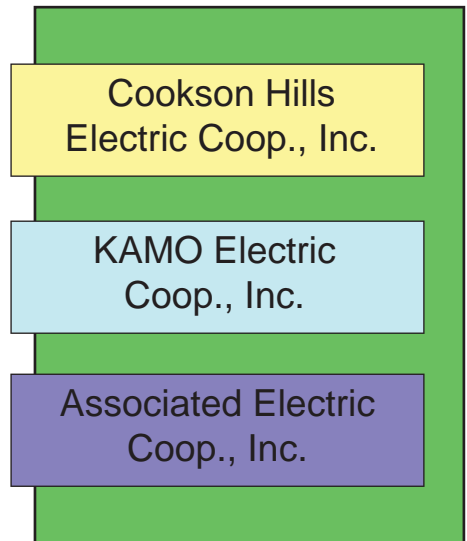 Cookson Hills
Electric Coop., Inc.
KAMO Electric
Coop., Inc.
Associated Electric
Coop., Inc.